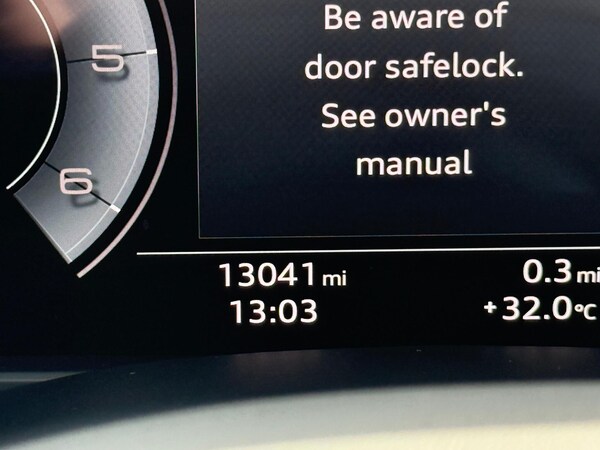 Be aware of
door safelock.
See owner's
manual
5
6
13041 mi 0.3 mi
13:03 +32.0°C